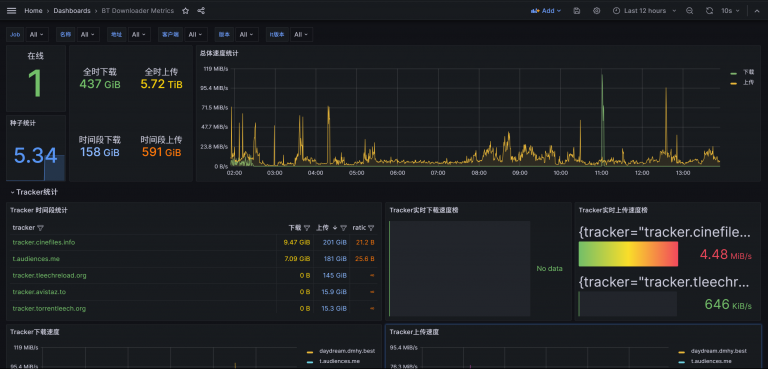 Home › Dashboards › BT Downloader Metrics
Add
Last 12 hours
10s
Job All
名称 All
地址 All
客户端 All
版本 All
It版本 All
在线
1
全时下载
437 GiB
全时上传
5.72 TiB
种子统计
5.34
时间段下载
158 GiB
时间段上传
591 GiB
总体速度统计
119 MiB/s
95.4 MiB/s
71.5 MiB/s
47.7 MiB/s
23.8 MiB/s
0 B/s
02:00 03:00 04:00 05:00 06:00 07:00 08:00 09:00 10:00 11:00 12:00 13:00
下载
上传
Tracker统计
Tracker 时间段统计
tracker 下载 上传 ratic
tracker.cinefiles.info 9.47 GiB 201 GiB 21.2 B
t.audiences.me 7.09 GiB 181 GiB 25.6 B
tracker.tleechreload.org 0 B 145 GiB ∞
tracker.avistaz.to 0 B 15.9 GiB ∞
tracker.torrentleech.org 0 B 15.3 GiB ∞
Tracker实时下载速度榜
No data
Tracker实时上传速度榜
{tracker="tracker.cinefile...
4.48 MiB/s
{tracker="tracker.tleechr...
646 KiB/s
Tracker下载速度
119 MiB/s
95.4 MiB/s
daydream.dmhy.best
t.audiences.me
Tracker上传速度
95.4 MiB/s
76.3 MiB/s
daydream.dmhy.best
t.audiences.me